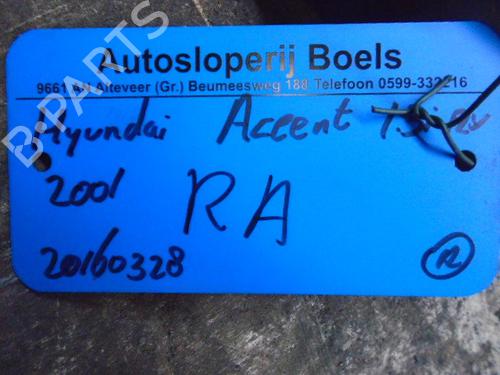 B-PARTS
Autosloperij Boels
9661 AN Alteveer (Gr.) Beumeesweg 188 Telefoon 0599-332216
Hyundai Accent
2001 RA
20160328